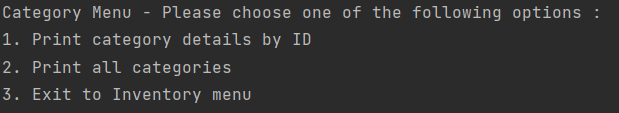 Category Menu - Please choose one of the following options :
1. Print category details by ID
2. Print all categories
3. Exit to Inventory menu